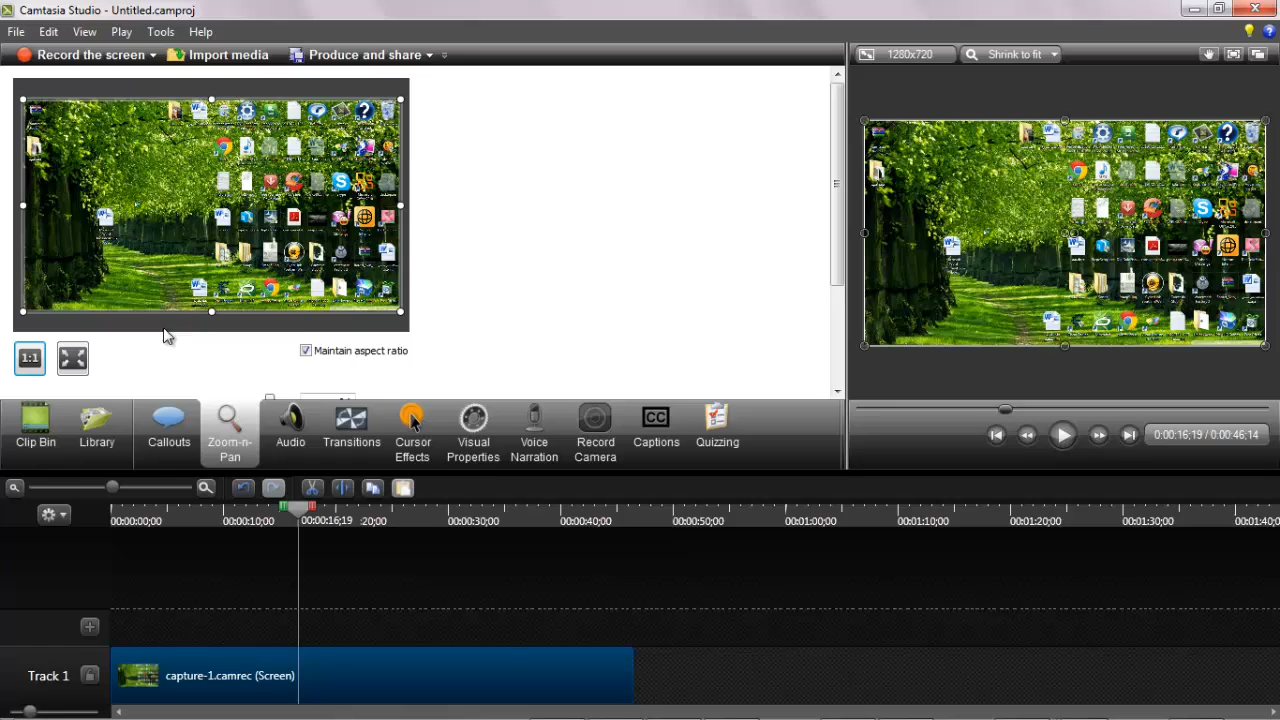 Camtasia Studio - Untitled.camproj
File Edit View Play Tools Help
Record the screen Import media Produce and share
1280x720 Shrink to fit
1:1
Maintain aspect ratio
Clip Bin Library Callouts Zoom-n-Pan Audio Transitions Cursor Effects Visual Properties Voice Narration Record Camera Captions Quizzing
CC
0:00:16;19 / 0:00:46;14
00:00:00;00 00:00:10;00 00:00:16;19 :20;00 00:00:30;00 00:00:40;00 00:00:50;00 00:01:00;00 00:01:10;00 00:01:20;00 00:01:30;00 00:01:40;0
Track 1 capture-1.camrec (Screen)